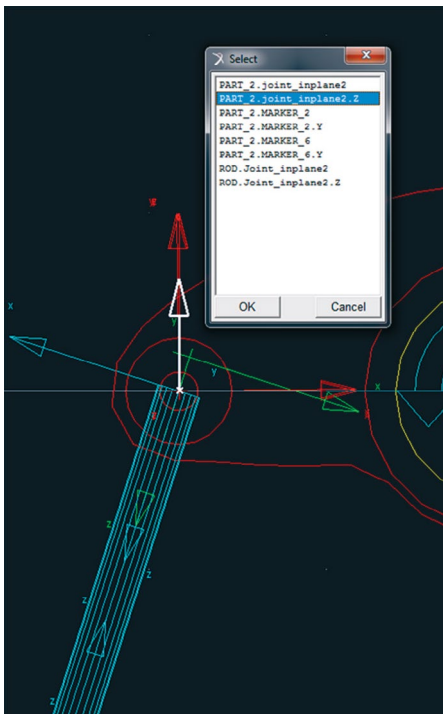 Select
PART_2.joint_inplane2
PART_2.joint_inplane2.Z
PART_2.MARKER_2
PART_2.MARKER_2.Y
PART_2.MARKER_6
PART_2.MARKER_6.Y
ROD.Joint_inplane2
ROD.Joint_inplane2.Z
OK
Cancel
x
y
y
x
z
z
z
z
z